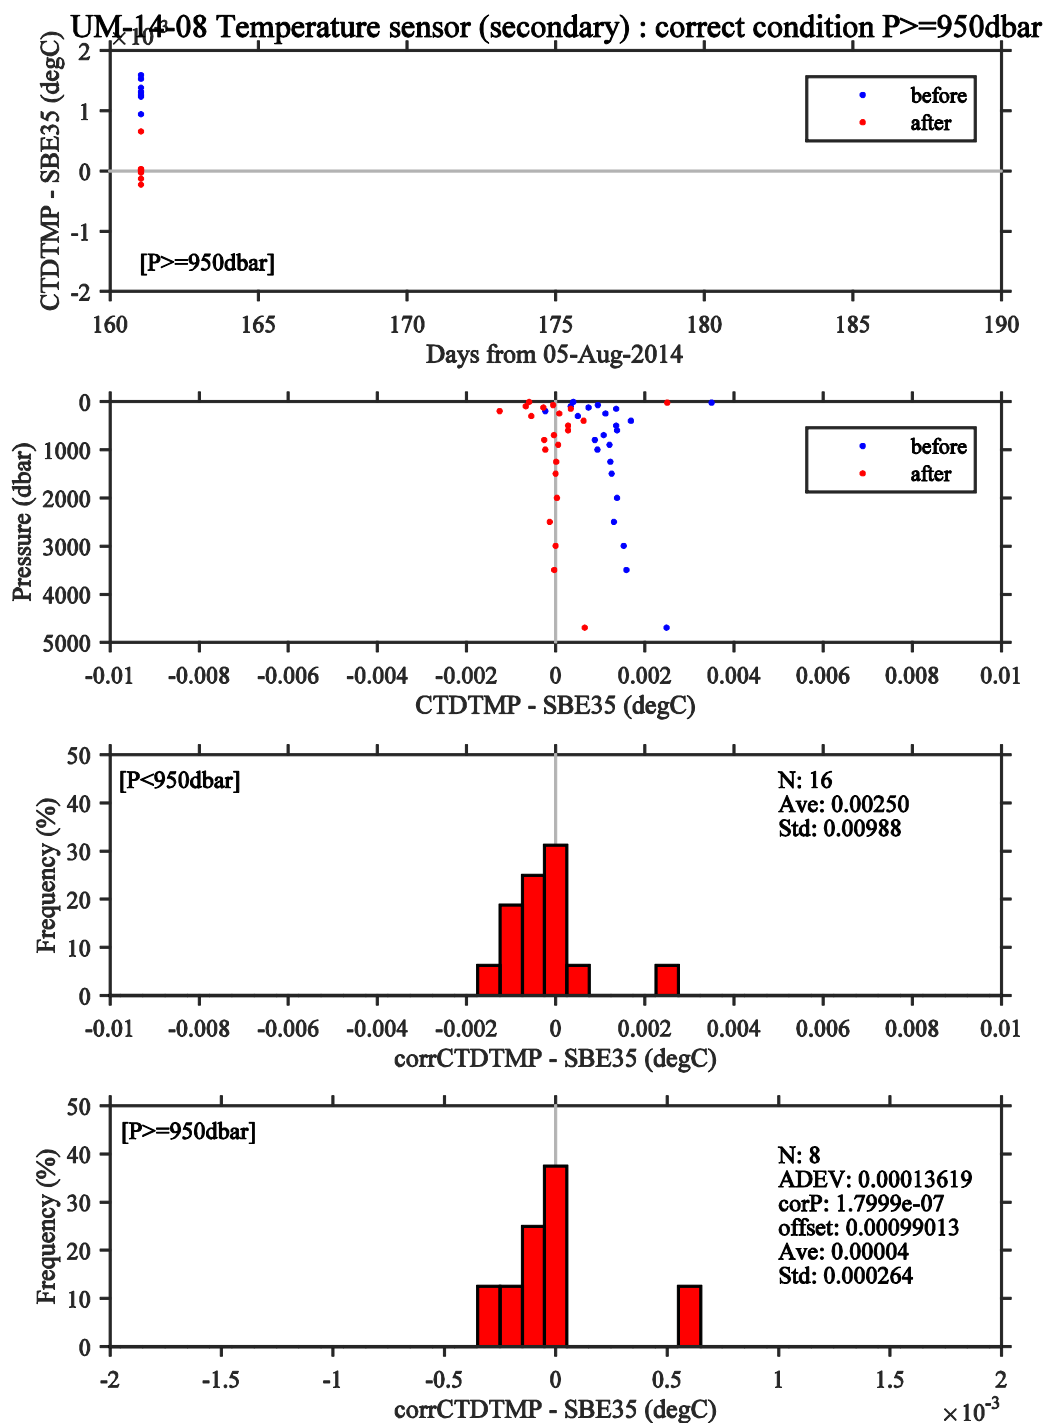 UM-14-08 Temperature sensor (secondary) : correct condition P>=950dbar
×10⁻³
CTDTMP - SBE35 (degC)
2
1
0
-1
-2
before
after
[P>=950dbar]
160 165 170 175 180 185 190
Days from 05-Aug-2014
Pressure (dbar)
0
1000
2000
3000
4000
5000
before
after
-0.01 -0.008 -0.006 -0.004 -0.002 0 0.002 0.004 0.006 0.008 0.01
CTDTMP - SBE35 (degC)
Frequency (%)
50
40
30
20
10
0
[P<950dbar]
N: 16
Ave: 0.00250
Std: 0.00988
-0.01 -0.008 -0.006 -0.004 -0.002 0 0.002 0.004 0.006 0.008 0.01
corrCTDTMP - SBE35 (degC)
Frequency (%)
50
40
30
20
10
0
[P>=950dbar]
N: 8
ADEV: 0.00013619
corP: 1.7999e-07
offset: 0.00099013
Ave: 0.00004
Std: 0.000264
-2 -1.5 -1 -0.5 0 0.5 1 1.5 2
corrCTDTMP - SBE35 (degC)
×10⁻³